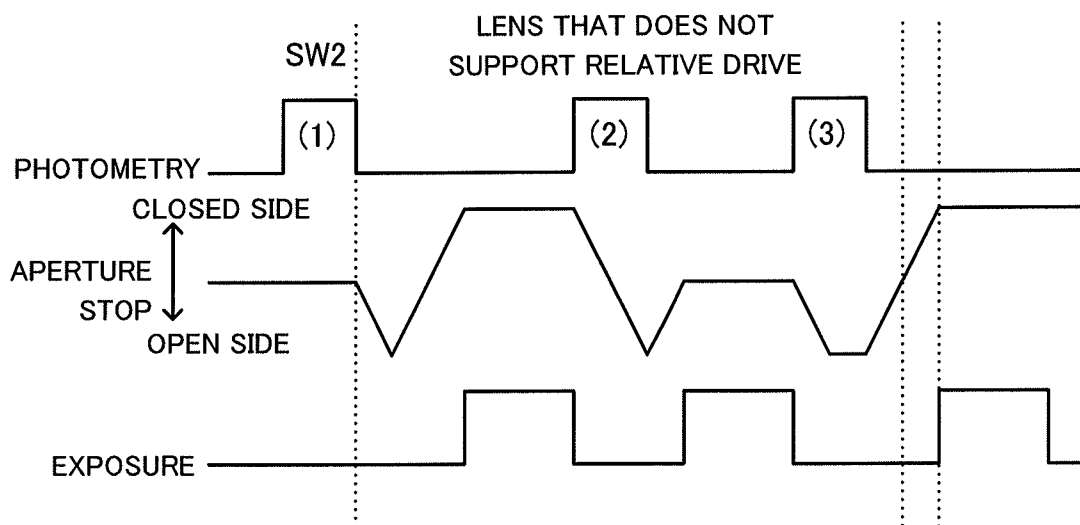 LENS THAT DOES NOT
SUPPORT RELATIVE DRIVE
SW2
(1)
(2)
(3)
PHOTOMETRY
CLOSED SIDE
APERTURE
STOP
OPEN SIDE
EXPOSURE